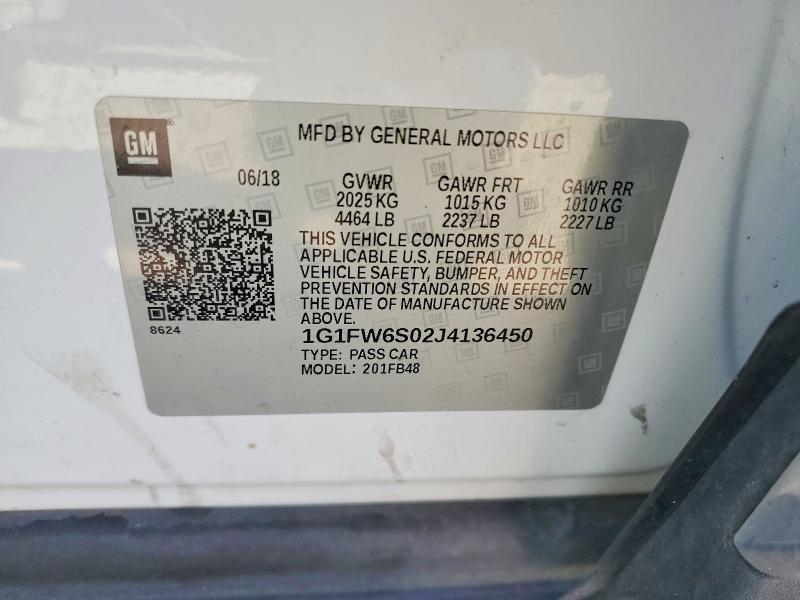 GM
MFD BY GENERAL MOTORS LLC
06/18
GVWR GAWR FRT GAWR RR
2025 KG 1015 KG 1010 KG
4464 LB 2237 LB 2227 LB
THIS VEHICLE CONFORMS TO ALL
APPLICABLE U.S. FEDERAL MOTOR
VEHICLE SAFETY, BUMPER, AND THEFT
PREVENTION STANDARDS IN EFFECT ON
THE DATE OF MANUFACTURE SHOWN
ABOVE.
8624
1G1FW6S02J4136450
TYPE: PASS CAR
MODEL: 201FB48